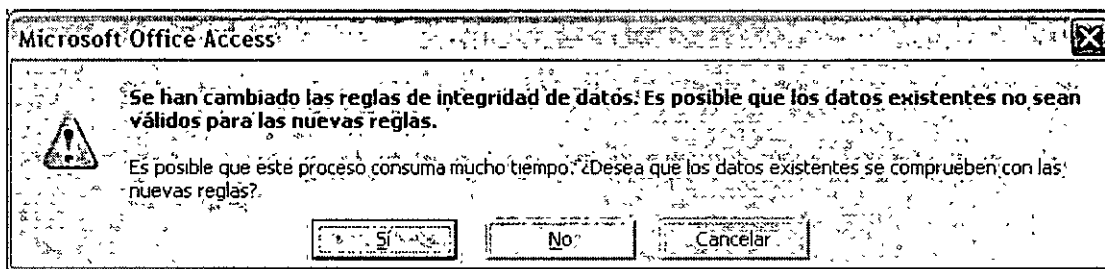 Microsoft Office Access
Se han cambiado las reglas de integridad de datos. Es posible que los datos existentes no sean
válidos para las nuevas reglas.
Es posible que este proceso consuma mucho tiempo. ¿Desea que los datos existentes se comprueben con las
nuevas reglas?
Sí No Cancelar